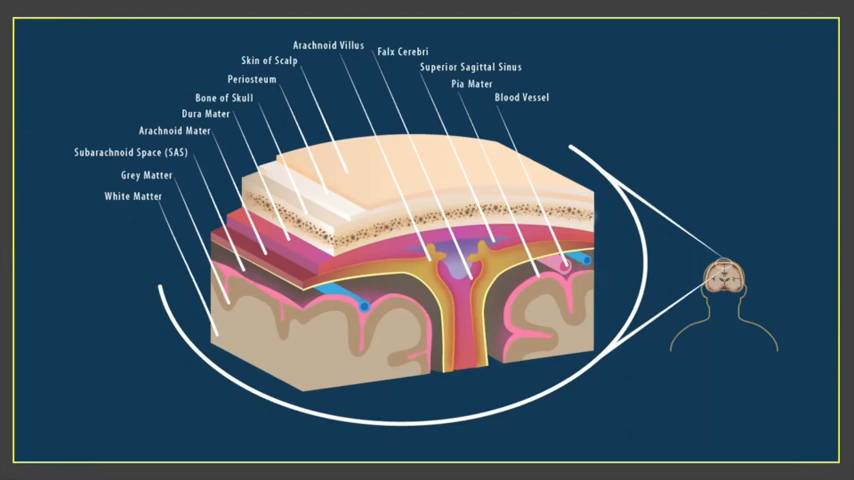 Arachnoid Villus
Falx Cerebri
Skin of Scalp
Superior Sagittal Sinus
Periosteum
Pia Mater
Bone of Skull
Blood Vessel
Dura Mater
Arachnoid Mater
Subarachnoid Space (SAS)
Grey Matter
White Matter